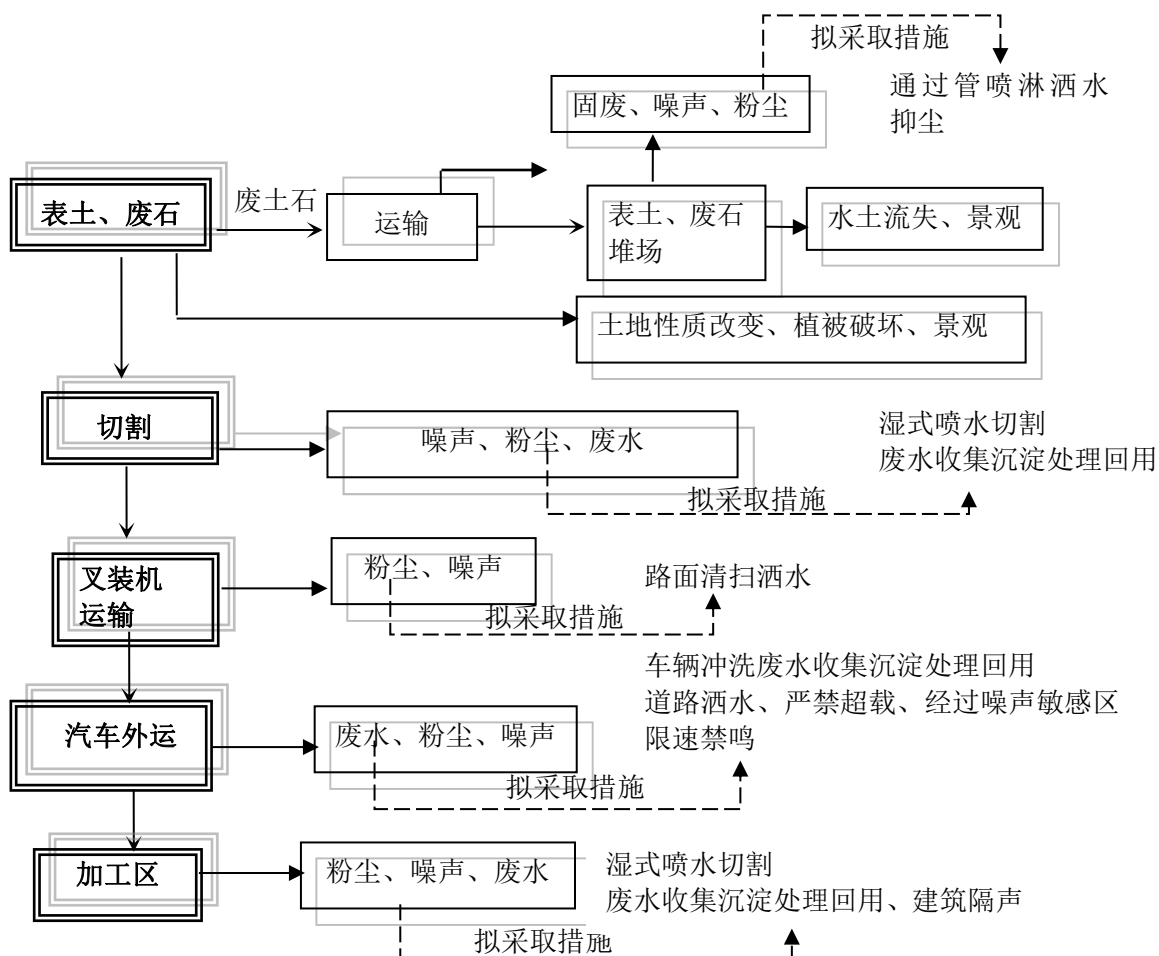 拟采取措施
通过管喷淋洒水
抑尘
固废、噪声、粉尘
表土、废石
废土石
运输
表土、废石
堆场
水土流失、景观
土地性质改变、植被破坏、景观
切割
噪声、粉尘、废水
湿式喷水切割
废水收集沉淀处理回用
拟采取措施
叉装机
运输
粉尘、噪声
路面清扫洒水
拟采取措施
车辆冲洗废水收集沉淀处理回用
道路洒水、严禁超载、经过噪声敏感区
限速禁鸣
汽车外运
废水、粉尘、噪声
拟采取措施
加工区
粉尘、噪声、废水
湿式喷水切割
废水收集沉淀处理回用、建筑隔声
拟采取措施